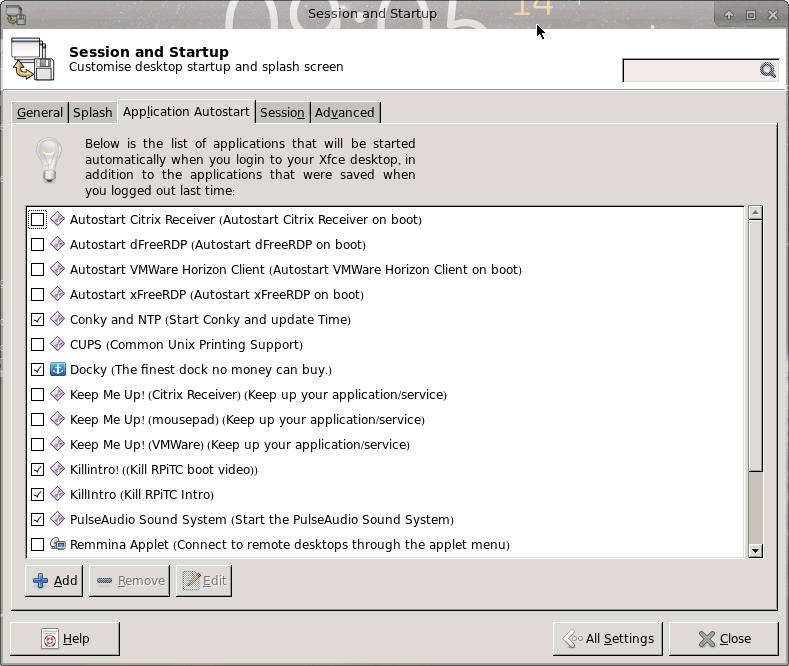 09:05
14
Session and Startup
Session and Startup
Customise desktop startup and splash screen
General Splash Application Autostart Session Advanced
Below is the list of applications that will be started
automatically when you login to your Xfce desktop, in
addition to the applications that were saved when
you logged out last time:
Autostart Citrix Receiver (Autostart Citrix Receiver on boot)
Autostart dFreeRDP (Autostart dFreeRDP on boot)
Autostart VMWare Horizon Client (Autostart VMWare Horizon Client on boot)
Autostart xFreeRDP (Autostart xFreeRDP on boot)
Conky and NTP (Start Conky and update Time)
CUPS (Common Unix Printing Support)
Docky (The finest dock no money can buy.)
Keep Me Up! (Citrix Receiver) (Keep up your application/service)
Keep Me Up! (mousepad) (Keep up your application/service)
Keep Me Up! (VMWare) (Keep up your application/service)
Killintro! ((Kill RPiTC boot video))
KillIntro (Kill RPiTC Intro)
PulseAudio Sound System (Start the PulseAudio Sound System)
Remmina Applet (Connect to remote desktops through the applet menu)
Add Remove Edit
Help All Settings Close